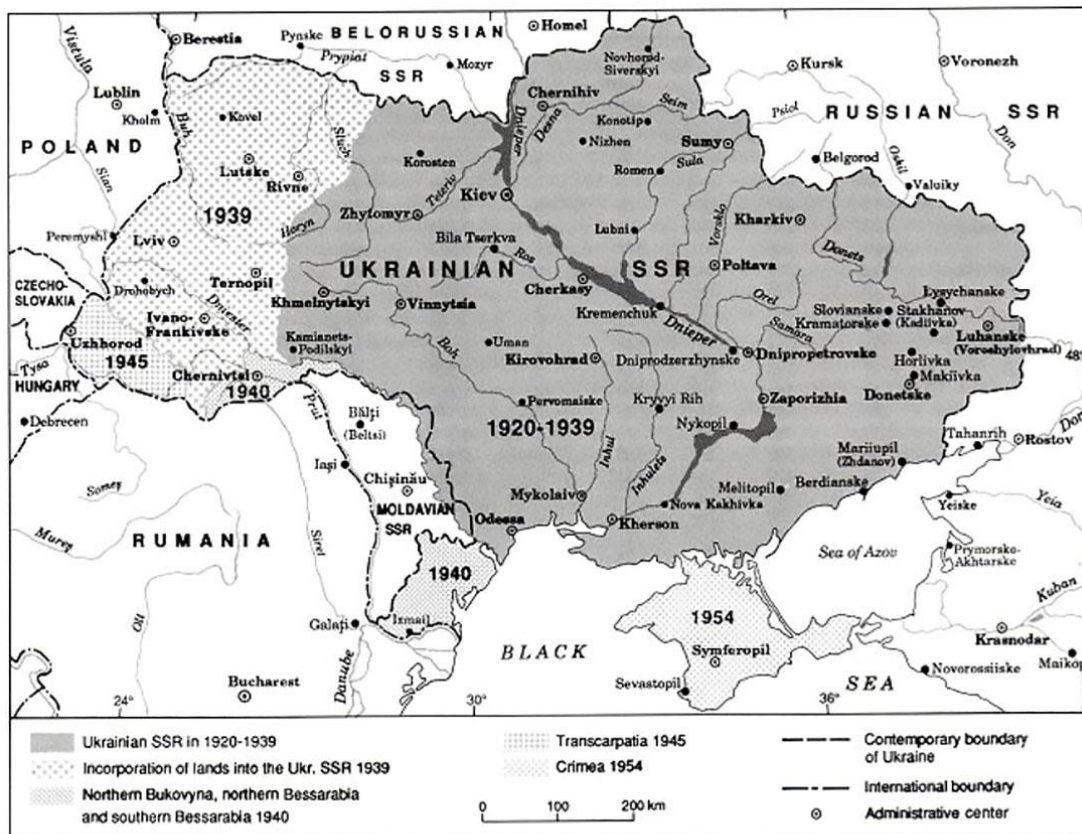 Berestia
Pynske
BELORUSSIAN
SSR
Prypiat
Mozyr
Homel
Novhorod-
Siverskyi
Kursk
Voronezh
Vistula
Lublin
Kholm
Buh
Kovel
Sluch
Chernihiv
Dnieper
Desna
Konotip
Seim
Nizhen
Psiol
RUSSIAN
SSR
Don
POLAND
Sian
Lutske
Rivne
Korosten
Teteriv
Kiev
Romen
Sula
Sumy
Belgorod
Oskil
Valuiky
1939
Horyn
Zhytomyr
Kharkiv
Peremyshl
Lviv
Bila Tserkva
Ros
Lubni
Vorsklo
Donets
Drohobych
Ternopil
UKRAINIAN
SSR
Poltava
CZECHO-
SLOVAKIA
Dniester
Ivano-
Frankivske
Khmelnytskyi
Vinnytsia
Cherkasy
Kremenchuk
Dnieper
Orel
Samara
Slovianske
Kramatorske
Lysychanske
Stakhanov
(Kadiivka)
Uzhhorod
1945
Kamianets-
Podilskyi
Boh
Uman
Kirovohrad
Dniprodzerzhynske
Dnipropetrovske
Luhanske
(Voroshylovhrad)
48°
Tysa
HUNGARY
Chernivtsi
1940
Horlivka
Makiivka
Donetske
Debrecen
Prut
Bălţi
(Beltsi)
Pervomaiske
Kryvyi Rih
Zaporizhia
1920-1939
Inhul
Nykopil
Tahanrih
Don
Rostov
Someş
Iaşi
Chişinău
MOLDAVIAN
SSR
Mykolaiv
Inhulets
Mariiupil
(Zhdanov)
Melitopil
Berdianske
Nova Kakhivka
Yeiske
Yeia
Mureş
RUMANIA
Siret
Odessa
Kherson
Sea of Azov
Prymorske-
Akhtarske
1940
Olt
Galaţi
Izmail
1954
Kuban
Krasnodar
Danube
BLACK
SEA
Symferopil
Sevastopil
Novorossiiske
Maikop
Bucharest
24°
30°
36°
Ukrainian SSR in 1920-1939
Incorporation of lands into the Ukr. SSR 1939
Northern Bukovyna, northern Bessarabia
and southern Bessarabia 1940
Transcarpatia 1945
Crimea 1954
0 100 200 km
Contemporary boundary
of Ukraine
International boundary
Administrative center